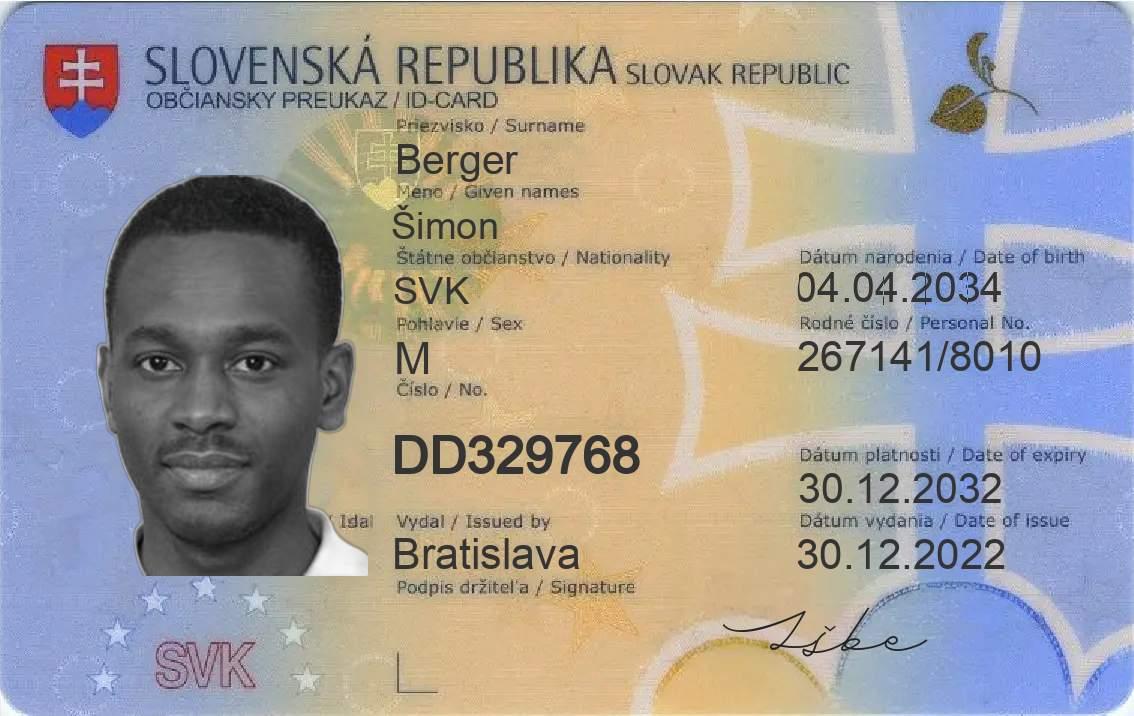 SLOVENSKÁ REPUBLIKA SLOVAK REPUBLIC
OBČIANSKY PREUKAZ / ID-CARD
Priezvisko / Surname
Berger
Meno / Given names
Šimon
Štátne občianstvo / Nationality
SVK
Dátum narodenia / Date of birth
04.04.2034
Pohlavie / Sex
M
Rodné číslo / Personal No.
267141/8010
Číslo / No.
DD329768
Dátum platnosti / Date of expiry
30.12.2032
Vydal / Issued by
Bratislava
Dátum vydania / Date of issue
30.12.2022
Podpis držiteľa / Signature
SVK